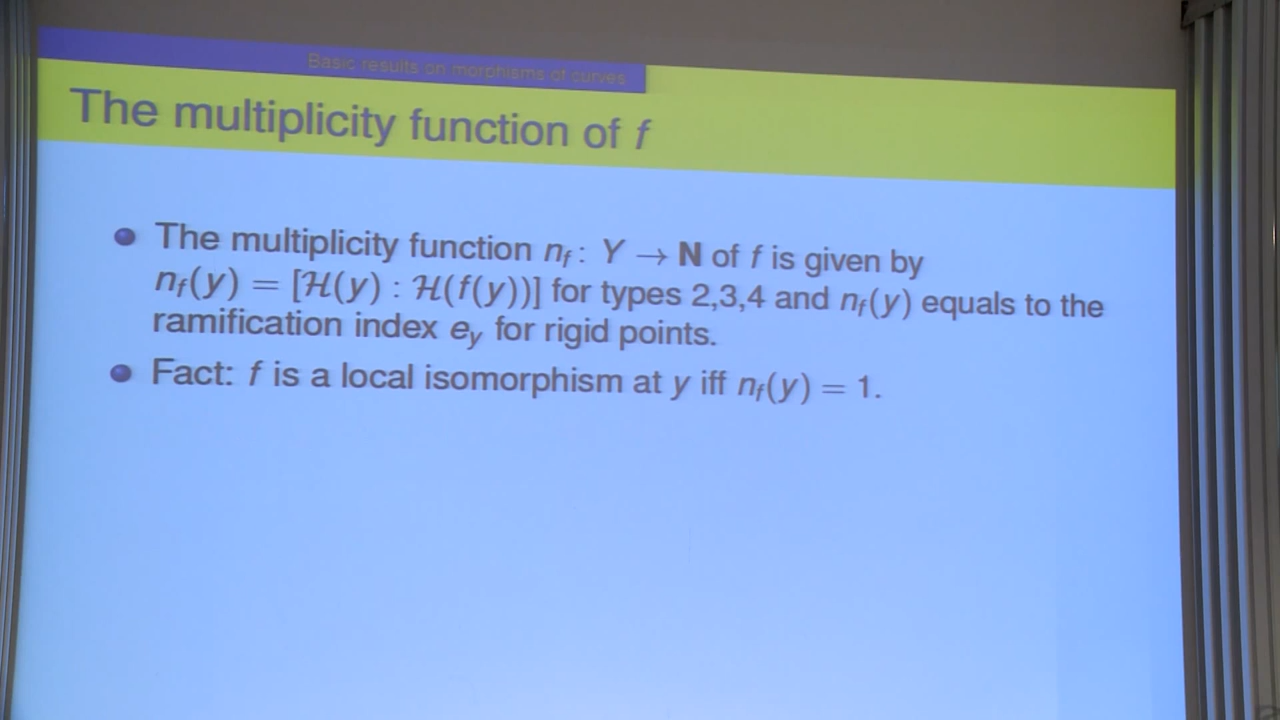 Basic results on morphisms of curves
The multiplicity function of f
The multiplicity function n_f : Y → N of f is given by
n_f(y) = [ℋ(y) : ℋ(f(y))] for types 2,3,4 and n_f(y) equals to the
ramification index e_y for rigid points.
Fact: f is a local isomorphism at y iff n_f(y) = 1.